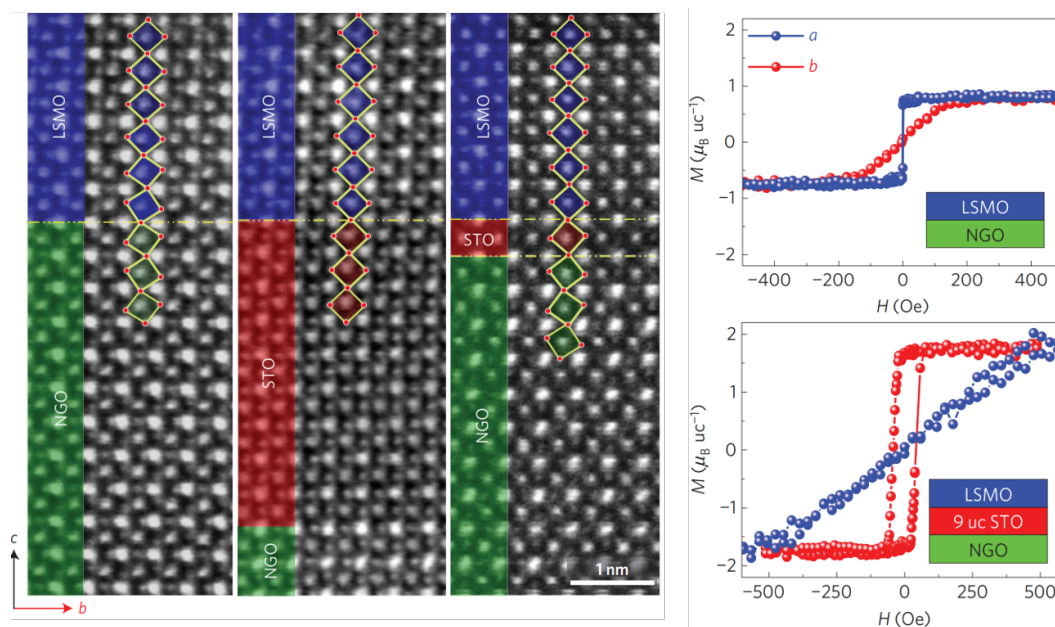 LSMO
NGO
LSMO
STO
NGO
LSMO
STO
NGO
c
b
1 nm
a
b
M (μB uc⁻¹)
2
1
0
−1
−2
−400
0
400
H (Oe)
LSMO
NGO
M (μB uc⁻¹)
2
1
0
−1
−2
−500
−250
0
250
500
H (Oe)
LSMO
9 uc STO
NGO